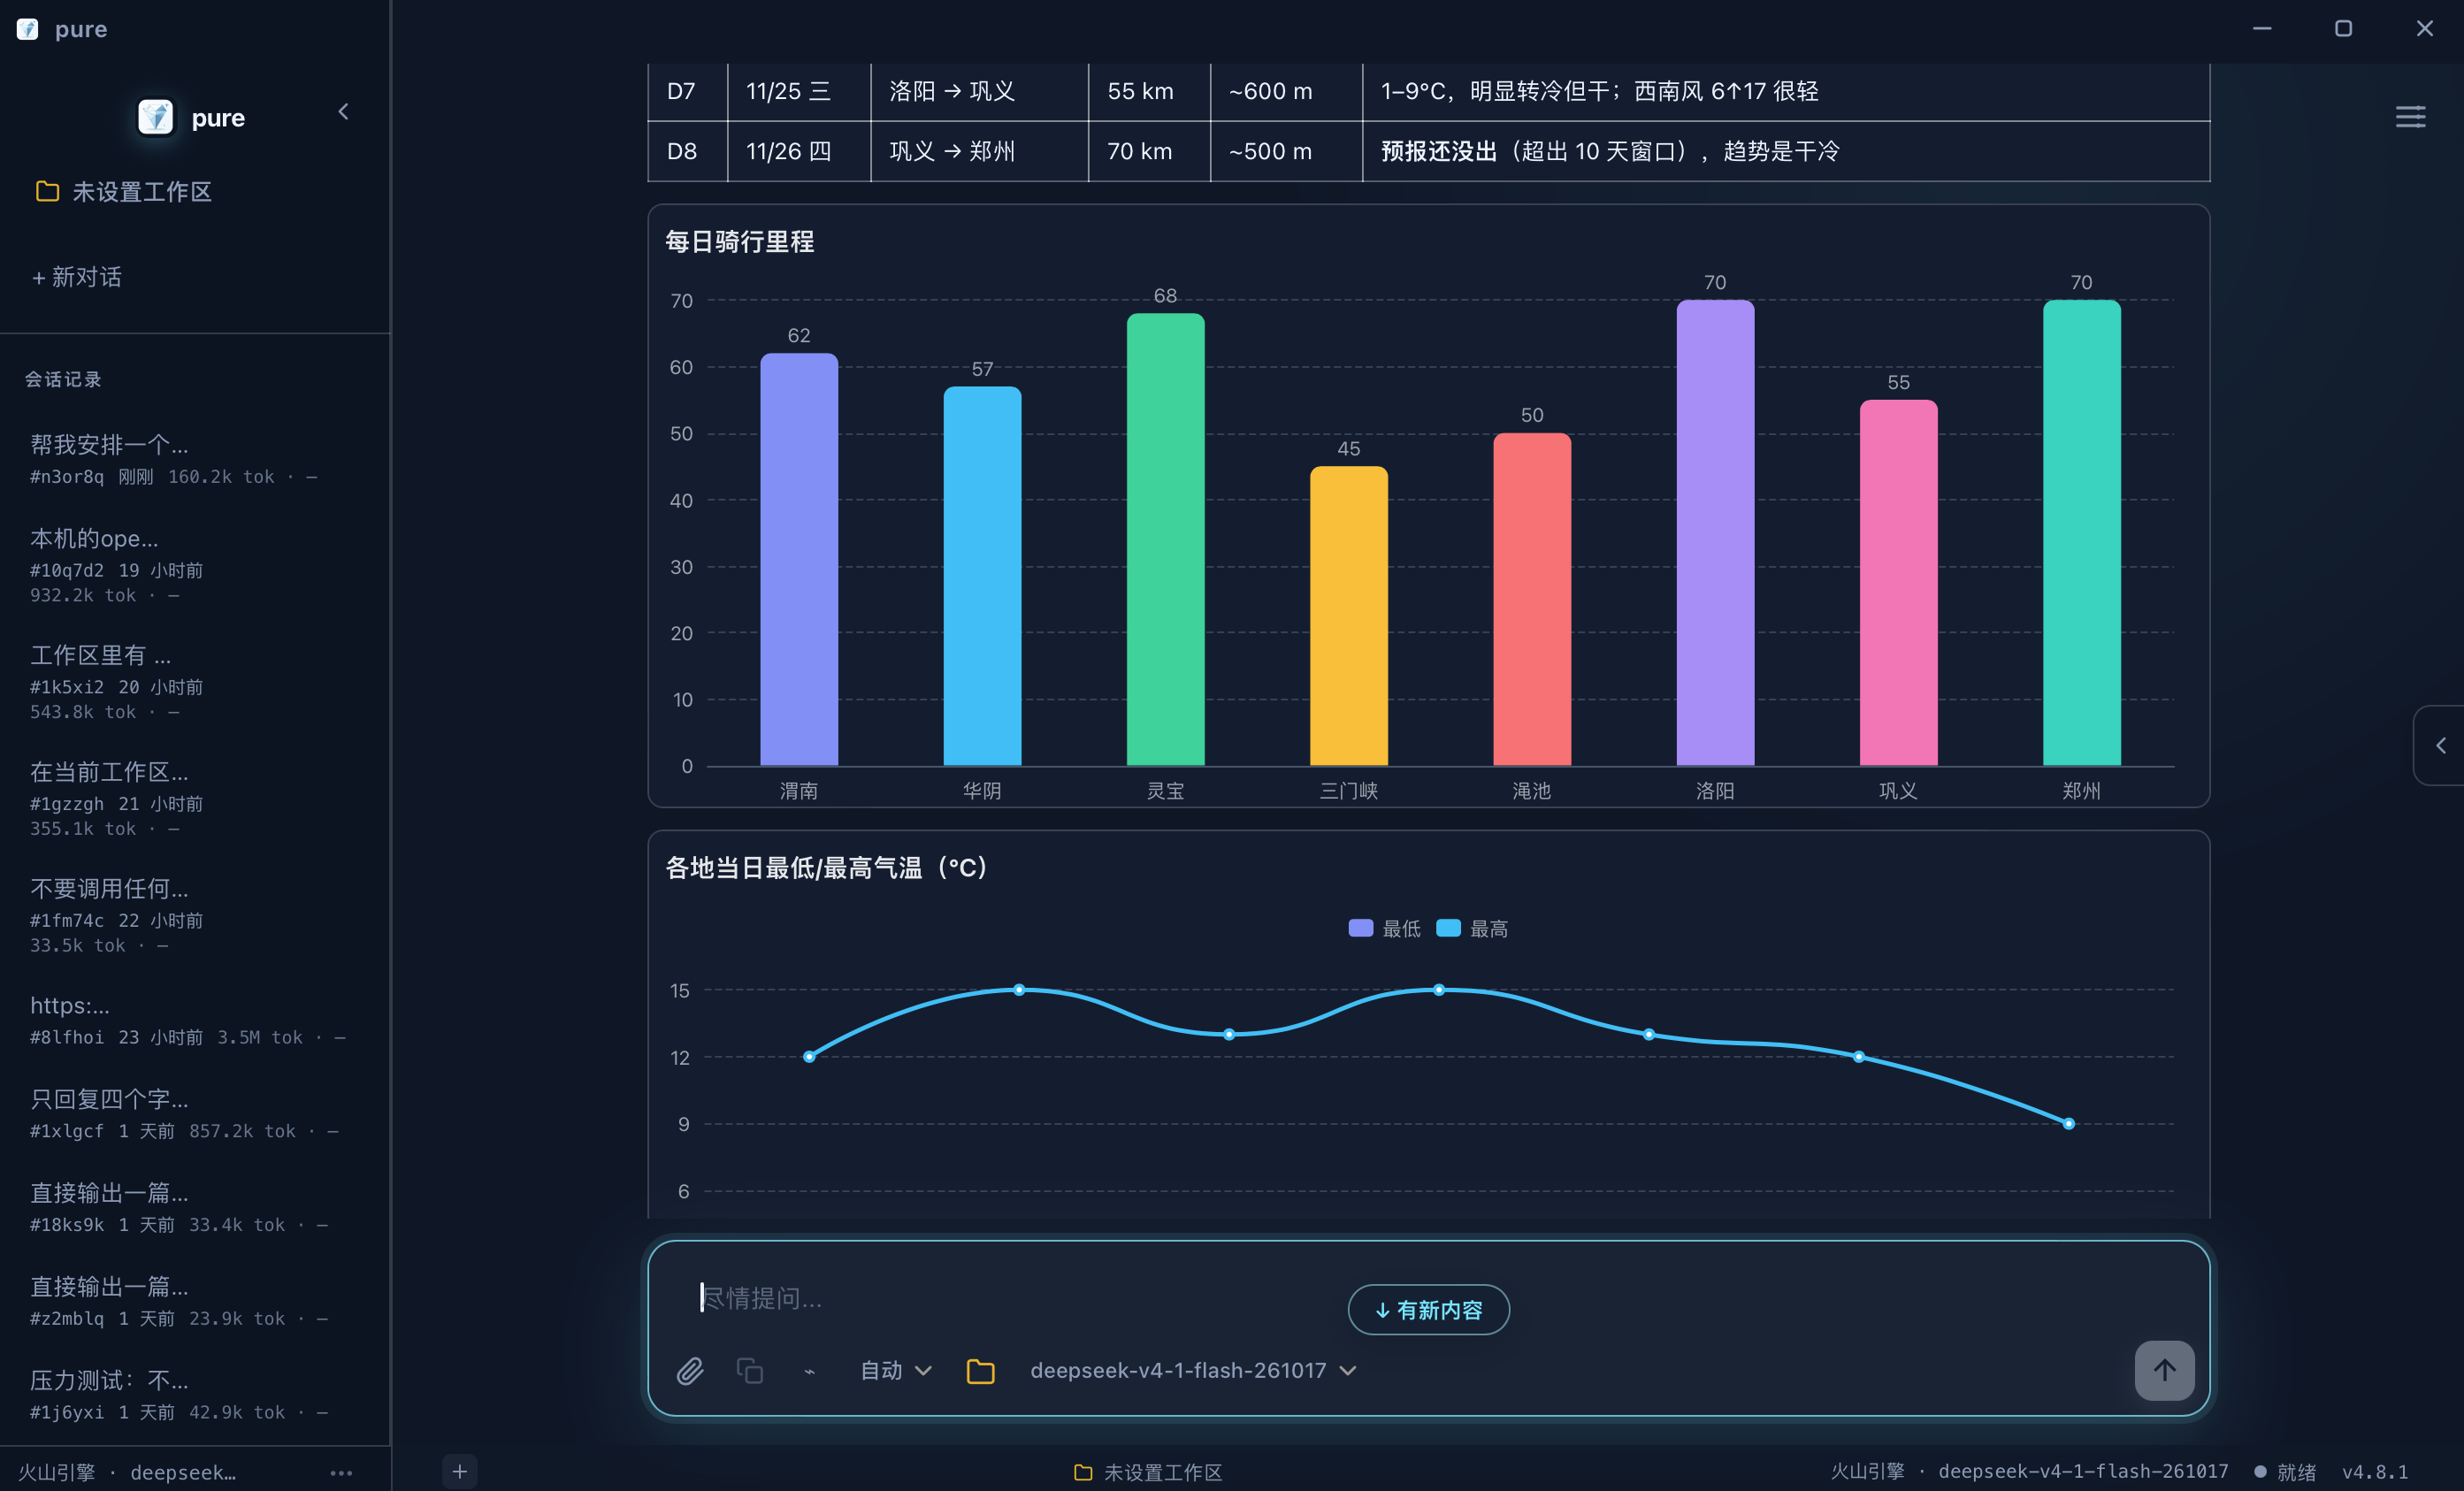 pure
pure
未设置工作区
+ 新对话
会话记录
帮我安排一个...
#n3or8q 刚刚 160.2k tok · —
本机的ope...
#10q7d2 19 小时前
932.2k tok · —
工作区里有 ...
#1k5xi2 20 小时前
543.8k tok · —
在当前工作区...
#1gzzgh 21 小时前
355.1k tok · —
不要调用任何...
#1fm74c 22 小时前
33.5k tok · —
https:...
#8lfhoi 23 小时前 3.5M tok · —
只回复四个字...
#1xlgcf 1 天前 857.2k tok · —
直接输出一篇...
#18ks9k 1 天前 33.4k tok · —
直接输出一篇...
#z2mblq 1 天前 23.9k tok · —
压力测试：不...
#1j6yxi 1 天前 42.9k tok · —
火山引擎 · deepseek… •••
D7 11/25 三 洛阳 → 巩义 55 km ~600 m 1–9°C，明显转冷但干；西南风 6↑17 很轻
D8 11/26 四 巩义 → 郑州 70 km ~500 m 预报还没出（超出 10 天窗口），趋势是干冷
每日骑行里程
70
60
50
40
30
20
10
0
62 57 68 45 50 70 55 70
渭南 华阴 灵宝 三门峡 渑池 洛阳 巩义 郑州
各地当日最低/最高气温（°C）
最低 最高
15
12
9
6
尽情提问...
↓ 有新内容
自动 deepseek-v4-1-flash-261017
+ 未设置工作区 火山引擎 · deepseek-v4-1-flash-261017 就绪 v4.8.1